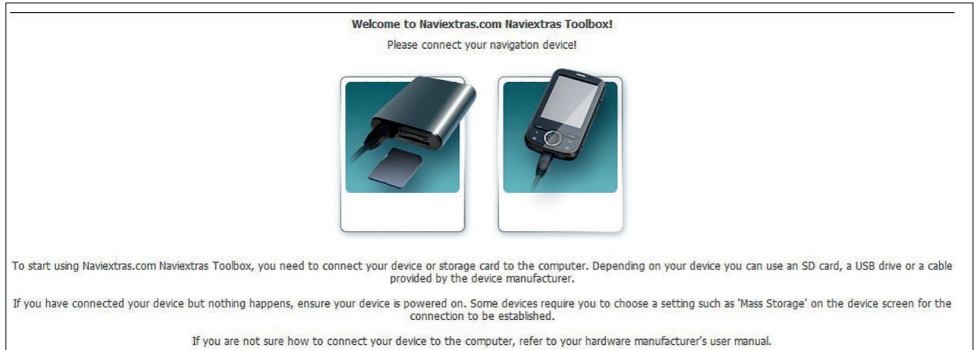 Welcome to Naviextras.com Naviextras Toolbox!
Please connect your navigation device!
To start using Naviextras.com Naviextras Toolbox, you need to connect your device or storage card to the computer. Depending on your device you can use an SD card, a USB drive or a cable
provided by the device manufacturer.
If you have connected your device but nothing happens, ensure your device is powered on. Some devices require you to choose a setting such as 'Mass Storage' on the device screen for the
connection to be established.
If you are not sure how to connect your device to the computer, refer to your hardware manufacturer's user manual.